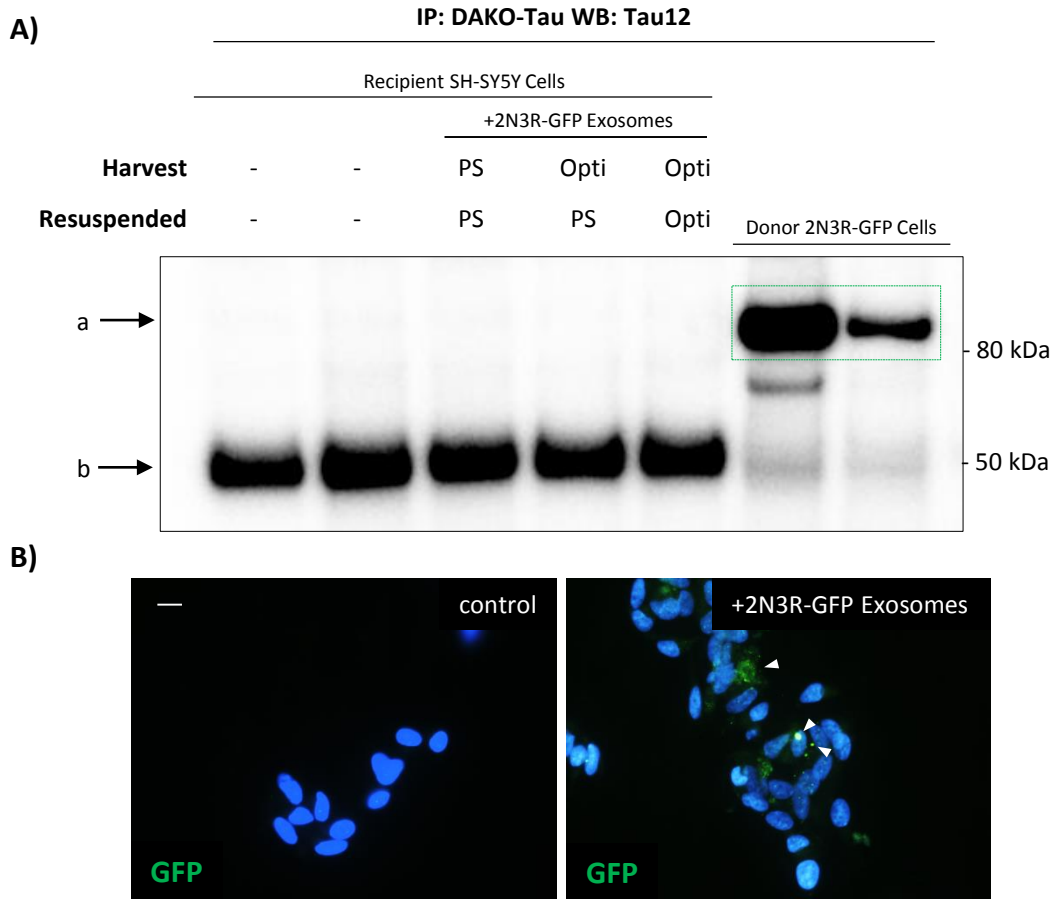 A)
IP: DAKO-Tau WB: Tau12
Recipient SH-SY5Y Cells
+2N3R-GFP Exosomes
Harvest - - PS Opti Opti
Resuspended - - PS PS Opti
Donor 2N3R-GFP Cells
a
- 80 kDa
b
- 50 kDa
B)
control
+2N3R-GFP Exosomes
GFP
GFP